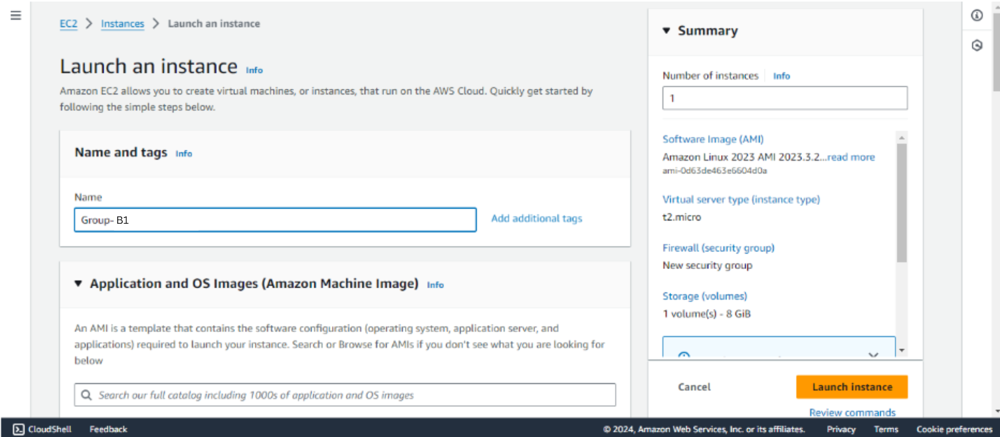 EC2 > Instances > Launch an instance
Launch an instance Info
Amazon EC2 allows you to create virtual machines, or instances, that run on the AWS Cloud. Quickly get started by
following the simple steps below.
Name and tags Info
Name
Group- B1
Add additional tags
Application and OS Images (Amazon Machine Image) Info
An AMI is a template that contains the software configuration (operating system, application server, and
applications) required to launch your instance. Search or Browse for AMIs if you don't see what you are looking for
below
Search our full catalog including 1000s of application and OS images
Summary
Number of instances Info
1
Software Image (AMI)
Amazon Linux 2023 AMI 2023.3.2...read more
ami-0d63de463e6604d0a
Virtual server type (instance type)
t2.micro
Firewall (security group)
New security group
Storage (volumes)
1 volume(s) - 8 GiB
Cancel
Launch instance
Review commands
CloudShell Feedback
© 2024, Amazon Web Services, Inc. or its affiliates. Privacy Terms Cookie preferences